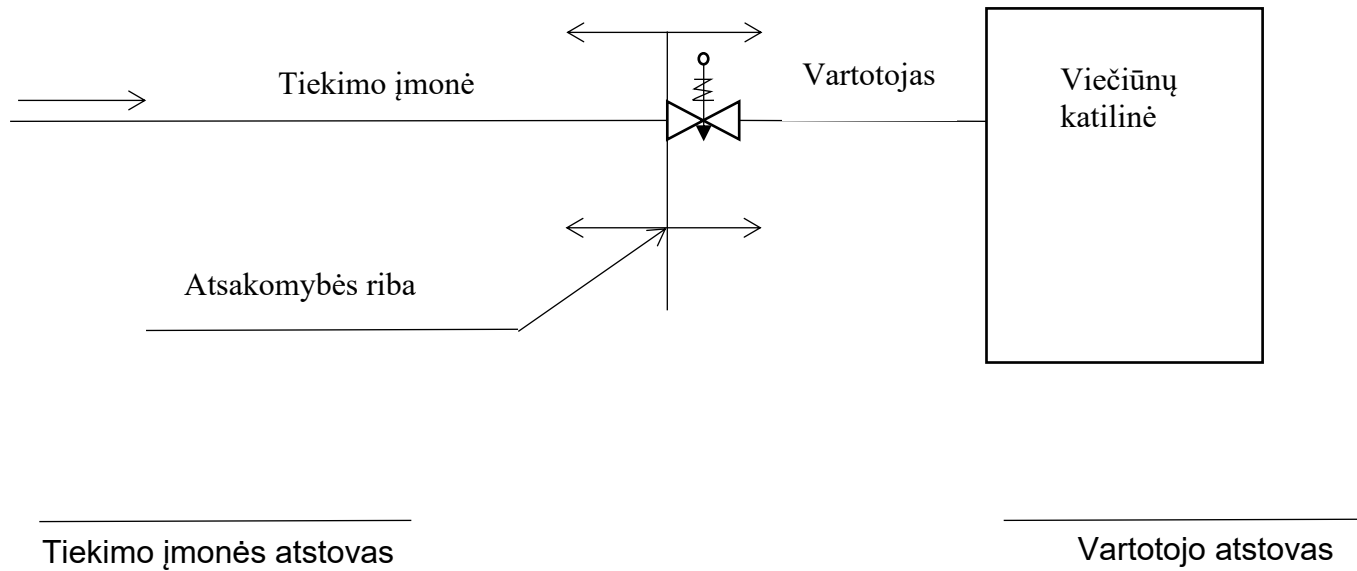 Tiekimo įmonė
Vartotojas
Viečiūnų
katilinė
Atsakomybės riba
Tiekimo įmonės atstovas
Vartotojo atstovas